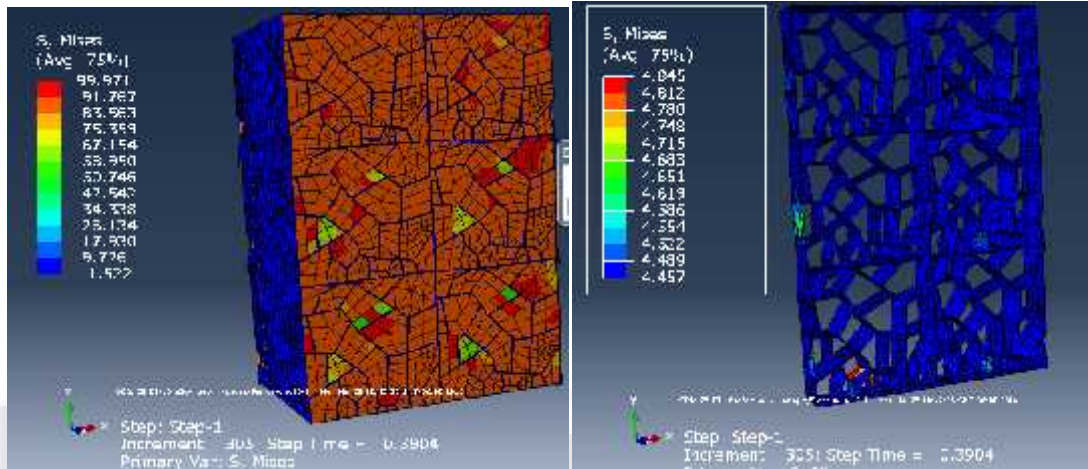 S, Mises
(Avg 75%)
99.971
91.767
83.563
75.359
67.154
58.950
50.746
42.542
34.338
26.134
17.930
9.726
1.522
Step: Step-1
Increment 305: Step Time = 0.3904
Primary Var: S, Mises
S, Mises
(Avg 75%)
4.845
4.812
4.780
4.748
4.715
4.683
4.651
4.619
4.586
4.554
4.522
4.489
4.457
Step: Step-1
Increment 305: Step Time = 0.3904